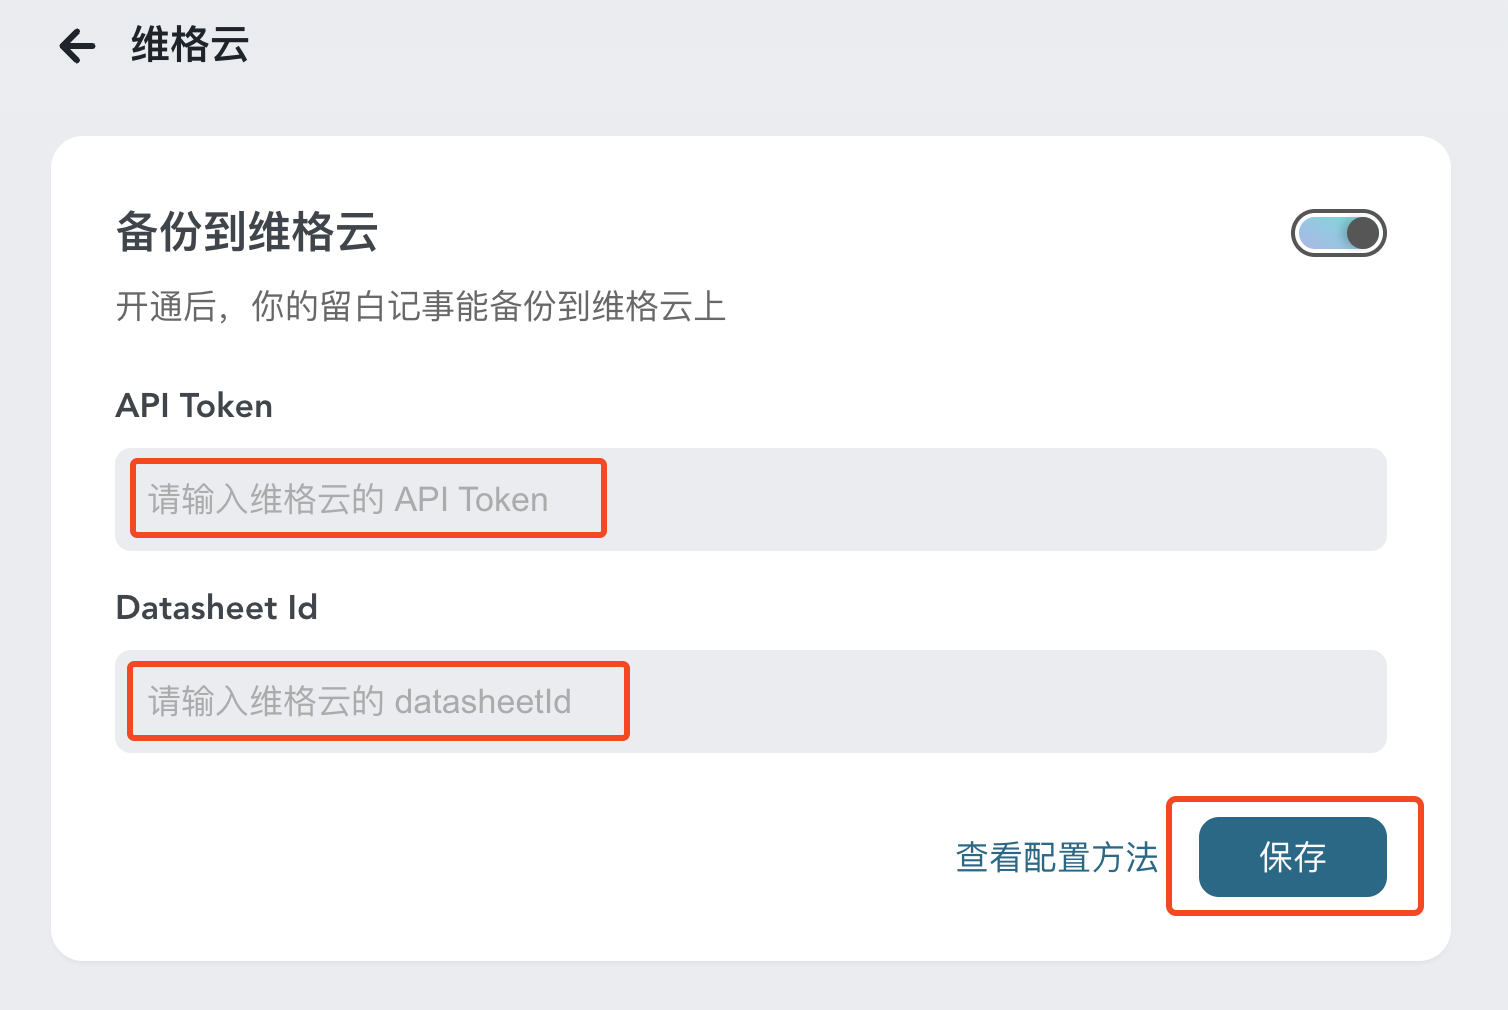 维格云
备份到维格云
开通后，你的留白记事能备份到维格云上
API Token
请输入维格云的 API Token
Datasheet Id
请输入维格云的 datasheetId
查看配置方法
保存